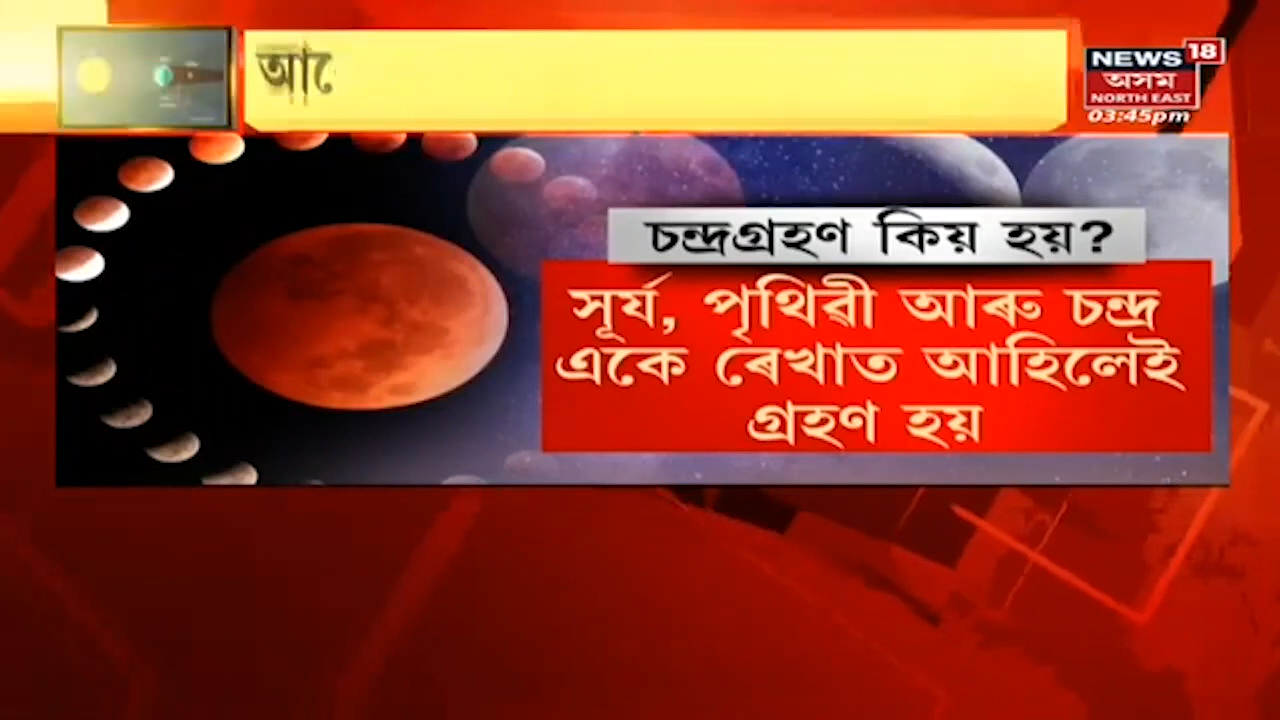 NEWS 18
অসম
NORTH EAST
03:45pm
চন্দ্ৰগ্ৰহণ কিয় হয়?
সূৰ্য, পৃথিৱী আৰু চন্দ্ৰ
একে ৰেখাত আহিলেই
গ্ৰহণ হয়